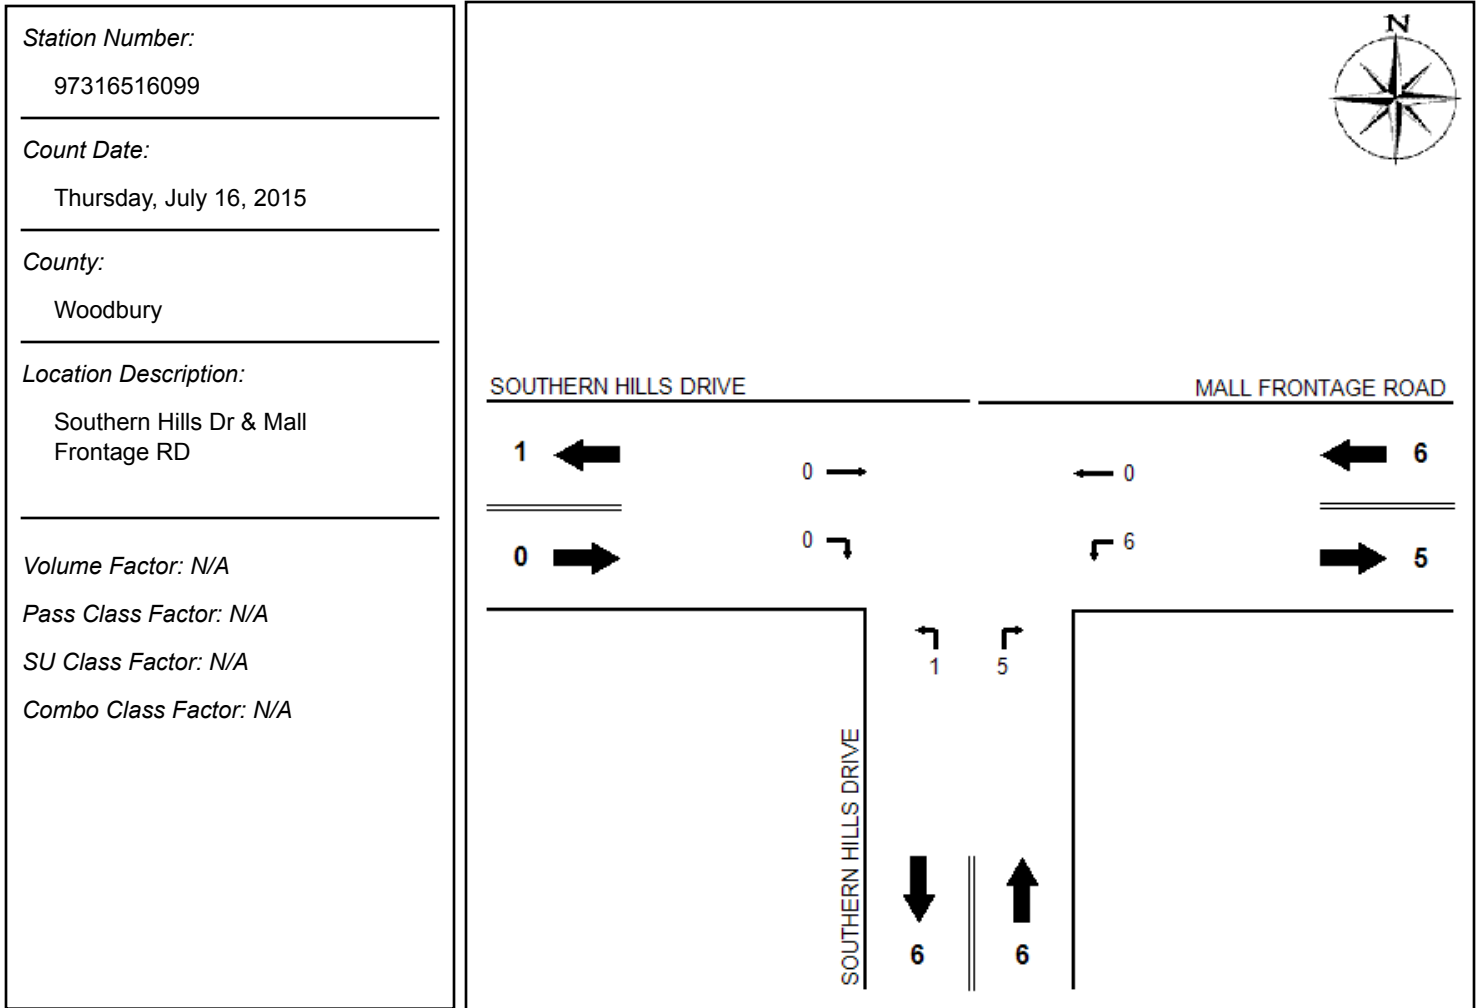 Station Number:
97316516099
Count Date:
Thursday, July 16, 2015
County:
Woodbury
Location Description:
Southern Hills Dr & Mall
Frontage RD
Volume Factor: N/A
Pass Class Factor: N/A
SU Class Factor: N/A
Combo Class Factor: N/A
N
SOUTHERN HILLS DRIVE
MALL FRONTAGE ROAD
1
0
0
6
0
0
6
5
1
5
SOUTHERN HILLS DRIVE
6
6